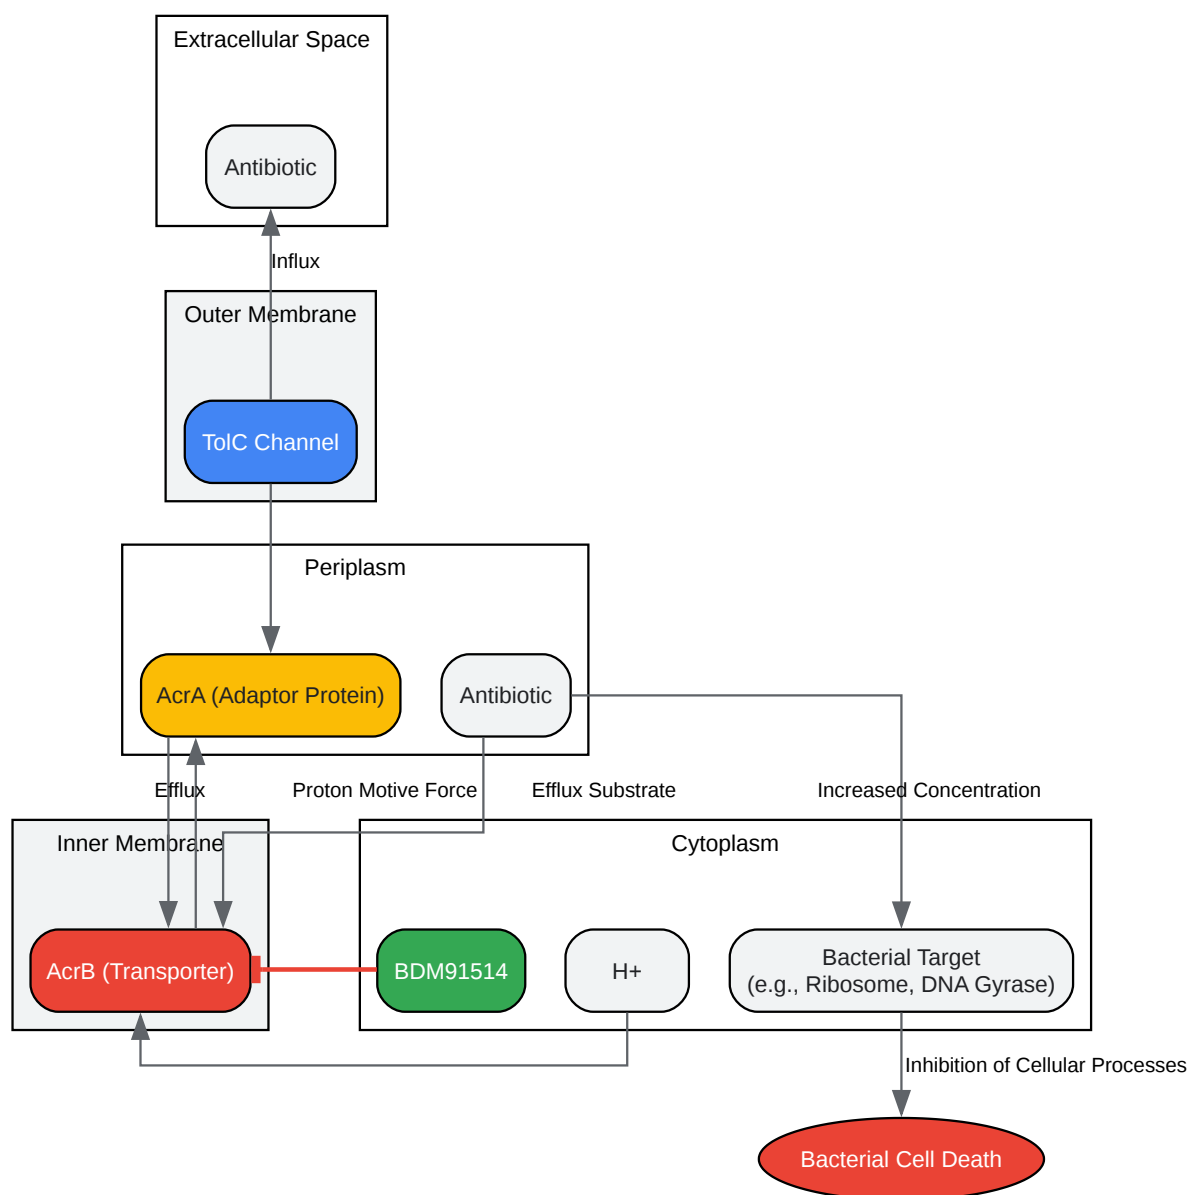 Extracellular Space
Antibiotic
Influx
Outer Membrane
TolC Channel
Periplasm
AcrA (Adaptor Protein)
Antibiotic
Efflux
Proton Motive Force
Efflux Substrate
Increased Concentration
Inner Membrane
Cytoplasm
AcrB (Transporter)
BDM91514
H+
Bacterial Target
(e.g., Ribosome, DNA Gyrase)
Inhibition of Cellular Processes
Bacterial Cell Death